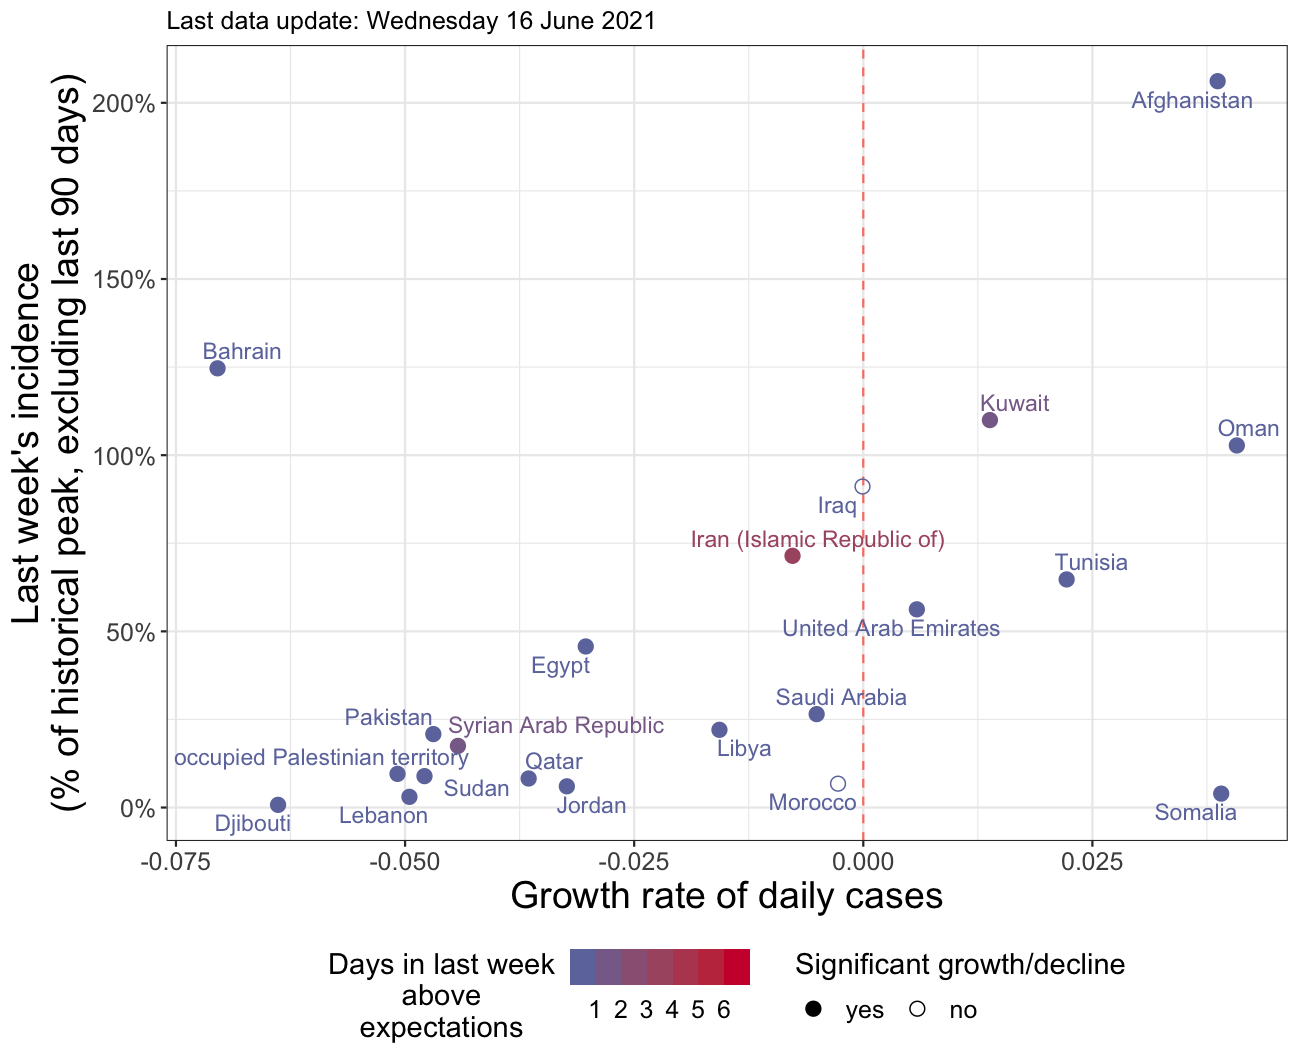 Last data update: Wednesday 16 June 2021
Last week's incidence
(% of historical peak, excluding last 90 days)
200%
150%
100%
50%
0%
Afghanistan
Bahrain
Kuwait
Oman
Iraq
Iran (Islamic Republic of)
Tunisia
United Arab Emirates
Egypt
Saudi Arabia
Pakistan
Syrian Arab Republic
Libya
occupied Palestinian territory
Qatar
Sudan
Jordan
Morocco
Somalia
Lebanon
Djibouti
-0.075 -0.050 -0.025 0.000 0.025
Growth rate of daily cases
Days in last week
above
expectations
1 2 3 4 5 6
Significant growth/decline
yes no